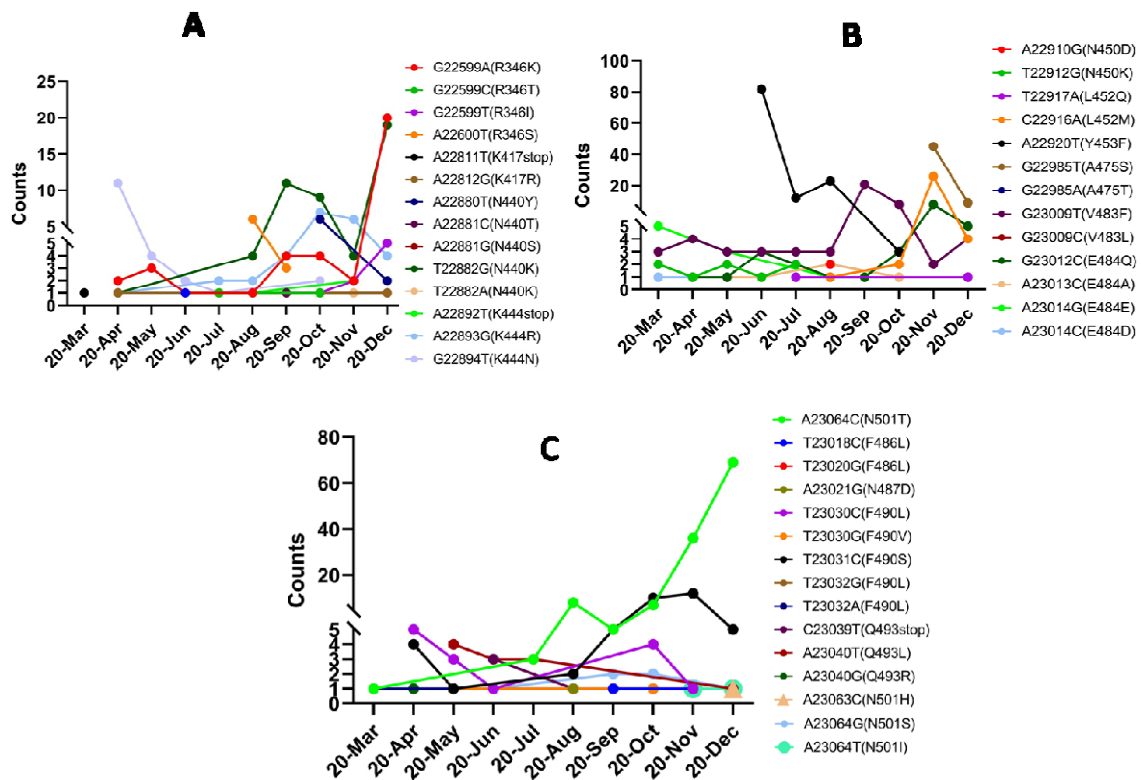 A
25
20
15
10
5
5
4
3
2
1
0
Counts
20-Mar
20-Apr
20-May
20-Jun
20-Jul
20-Aug
20-Sep
20-Oct
20-Nov
20-Dec
G22599A(R346K)
G22599C(R346T)
G22599T(R346I)
A22600T(R346S)
A22811T(K417stop)
A22812G(K417R)
A22880T(N440Y)
A22881C(N440T)
A22881G(N440S)
T22882G(N440K)
T22882A(N440K)
A22892T(K444stop)
A22893G(K444R)
G22894T(K444N)
B
100
80
60
40
20
5
4
3
2
1
0
Counts
20-Mar
20-Apr
20-May
20-Jun
20-Jul
20-Aug
20-Sep
20-Oct
20-Nov
20-Dec
A22910G(N450D)
T22912G(N450K)
T22917A(L452Q)
C22916A(L452M)
A22920T(Y453F)
G22985T(A475S)
G22985A(A475T)
G23009T(V483F)
G23009C(V483L)
G23012C(E484Q)
A23013C(E484A)
A23014G(E484E)
A23014C(E484D)
C
80
60
40
20
5
4
3
2
1
0
Counts
20-Mar
20-Apr
20-May
20-Jun
20-Jul
20-Aug
20-Sep
20-Oct
20-Nov
20-Dec
A23064C(N501T)
T23018C(F486L)
T23020G(F486L)
A23021G(N487D)
T23030C(F490L)
T23030G(F490V)
T23031C(F490S)
T23032G(F490L)
T23032A(F490L)
C23039T(Q493stop)
A23040T(Q493L)
A23040G(Q493R)
A23063C(N501H)
A23064G(N501S)
A23064T(N501I)